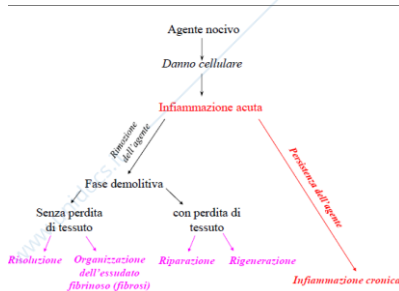 Agente nocivo
Danno cellulare
Infiammazione acuta
Rimozione
dell'agente
Persistenza dell'agente
Fase demolitiva
Senza perdita
di tessuto
con perdita di
tessuto
Risoluzione
Organizzazione
dell'essudato
fibrinoso (fibrosi)
Riparazione
Rigenerazione
Infiammazione cronica